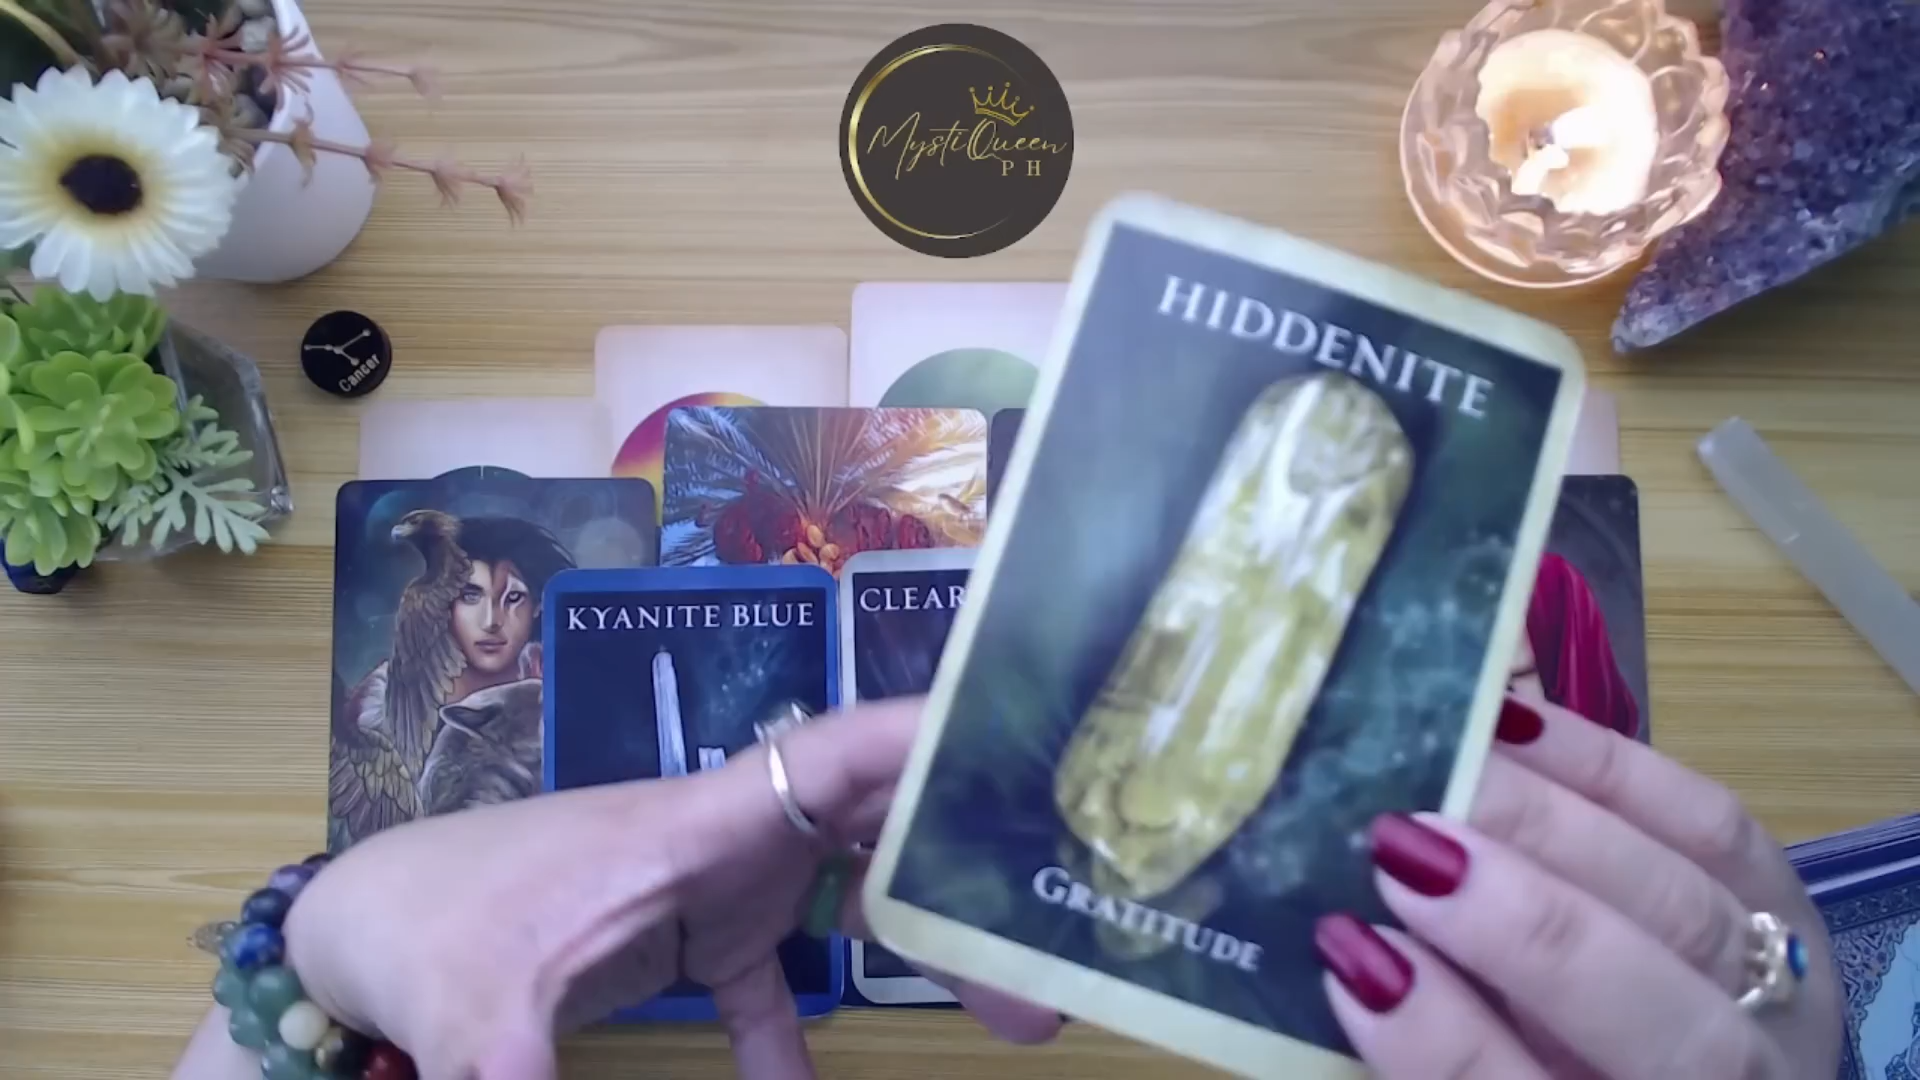 MystiQueen
PH
HIDDENITE
Cancer
KYANITE BLUE
CLEAR
GRATITUDE